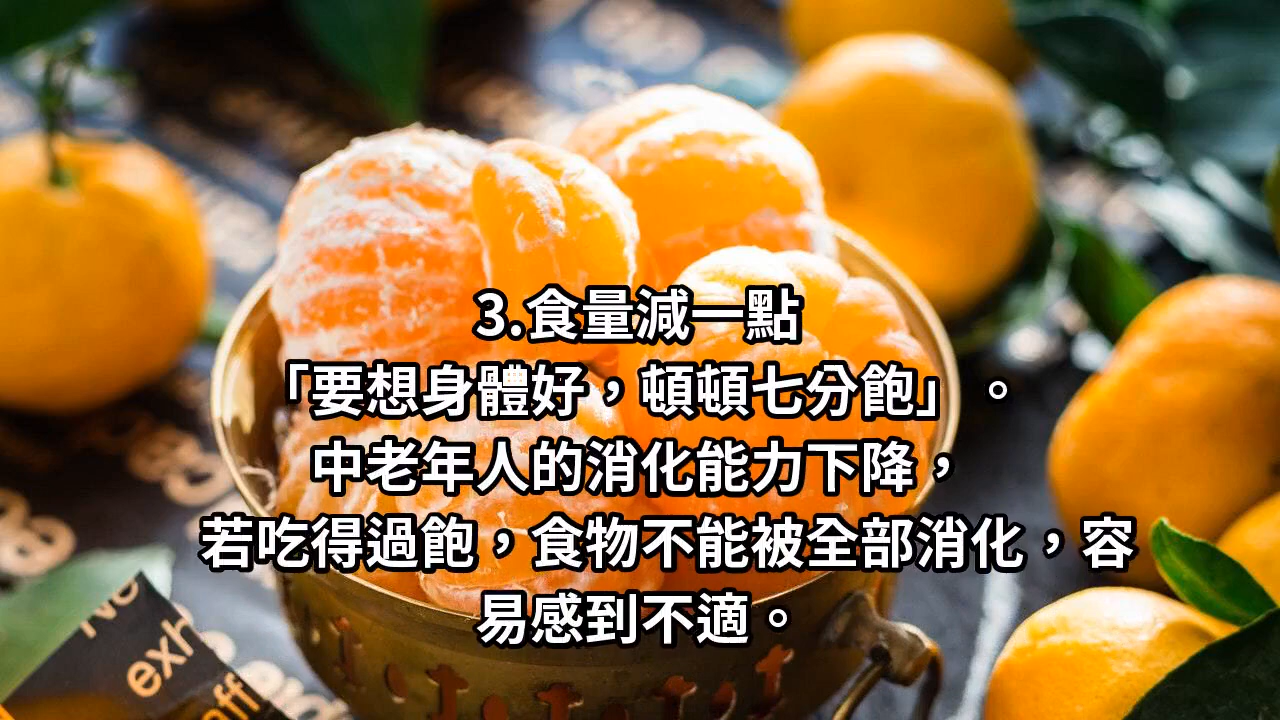 3.食量減一點
「要想身體好，頓頓七分飽」。
中老年人的消化能力下降，
若吃得過飽，食物不能被全部消化，容
易感到不適。
exh